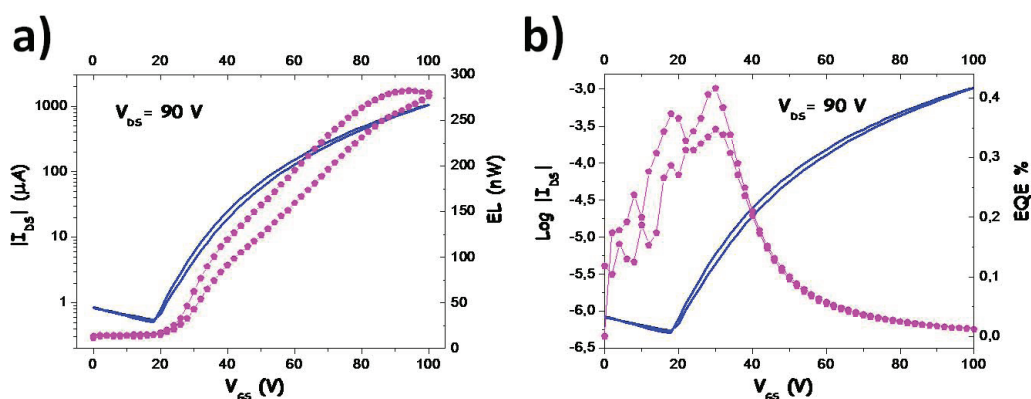 a)
0 20 40 60 80 100
V_DS = 90 V
|I_DS| (μA)
1000
100
10
1
EL (nW)
300
250
200
150
100
50
0
0 20 40 60 80 100
V_GS (V)
b)
0 20 40 60 80 100
V_DS = 90 V
Log |I_DS|
-3,0
-3,5
-4,0
-4,5
-5,0
-5,5
-6,0
-6,5
EQE %
0,4
0,3
0,2
0,1
0,0
0 20 40 60 80 100
V_GS (V)